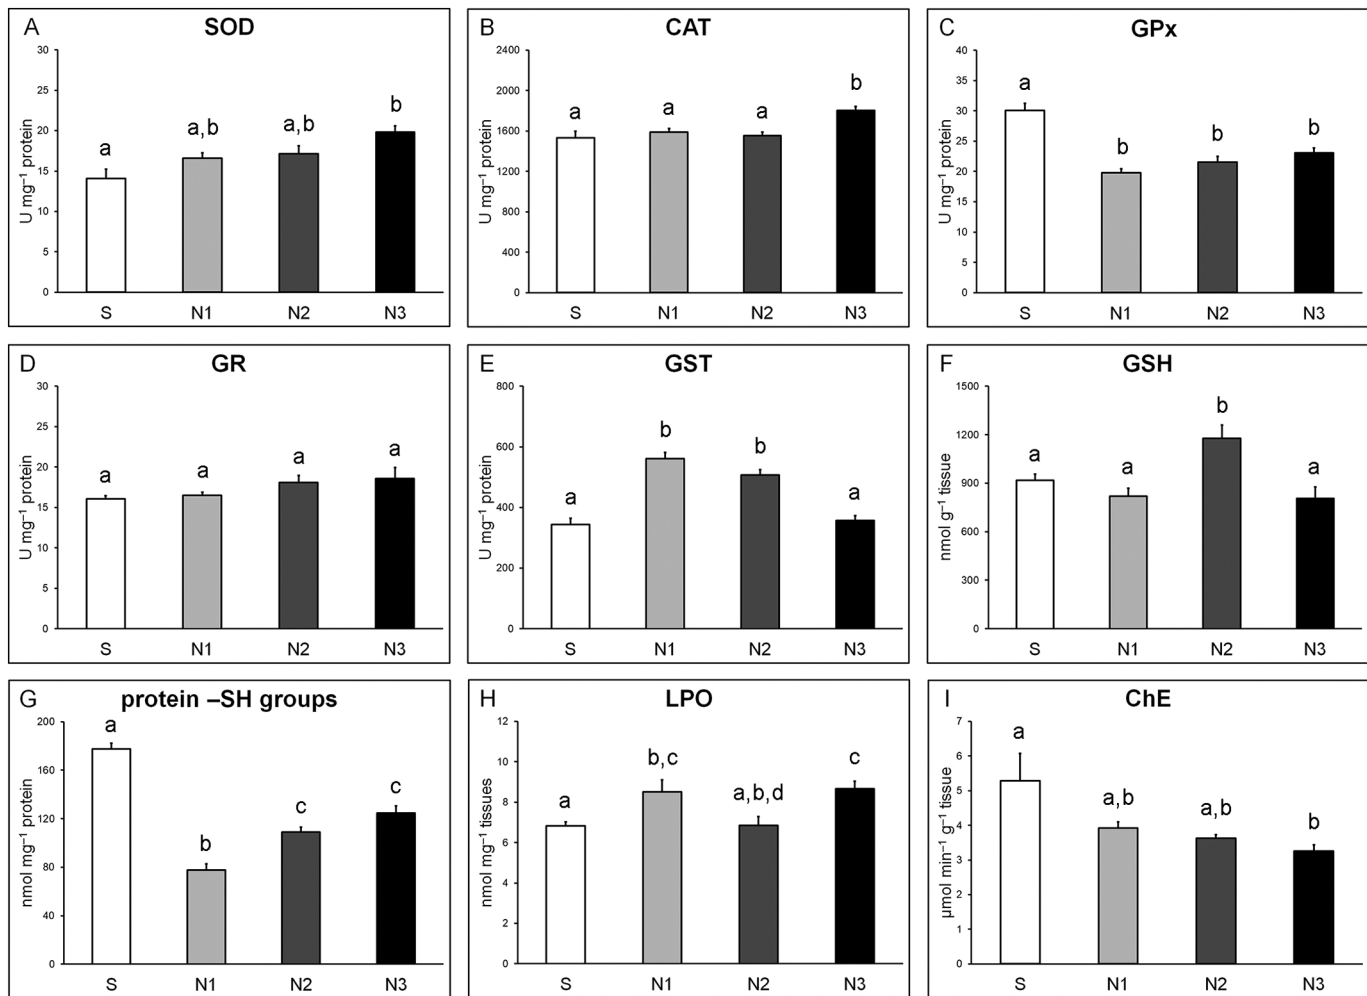 A SOD
30
25
20
15
10
5
0
U mg⁻¹ protein
a
a,b
a,b
b
S N1 N2 N3
B CAT
2400
2000
1600
1200
800
400
0
U mg⁻¹ protein
a
a
a
b
S N1 N2 N3
C GPx
40
35
30
25
20
15
10
5
0
U mg⁻¹ protein
a
b
b
b
S N1 N2 N3
D GR
30
25
20
15
10
5
0
U mg⁻¹ protein
a
a
a
a
S N1 N2 N3
E GST
800
600
400
200
0
U mg⁻¹ protein
a
b
b
a
S N1 N2 N3
F GSH
1500
1200
900
600
300
0
nmol g⁻¹ tissue
a
a
b
a
S N1 N2 N3
G protein –SH groups
200
160
120
80
40
0
nmol mg⁻¹ protein
a
b
c
c
S N1 N2 N3
H LPO
12
10
8
6
4
2
0
nmol mg⁻¹ tissues
a
b,c
a,b,d
c
S N1 N2 N3
I ChE
7
6
5
4
3
2
1
0
µmol min⁻¹ g⁻¹ tissue
a
a,b
a,b
b
S N1 N2 N3